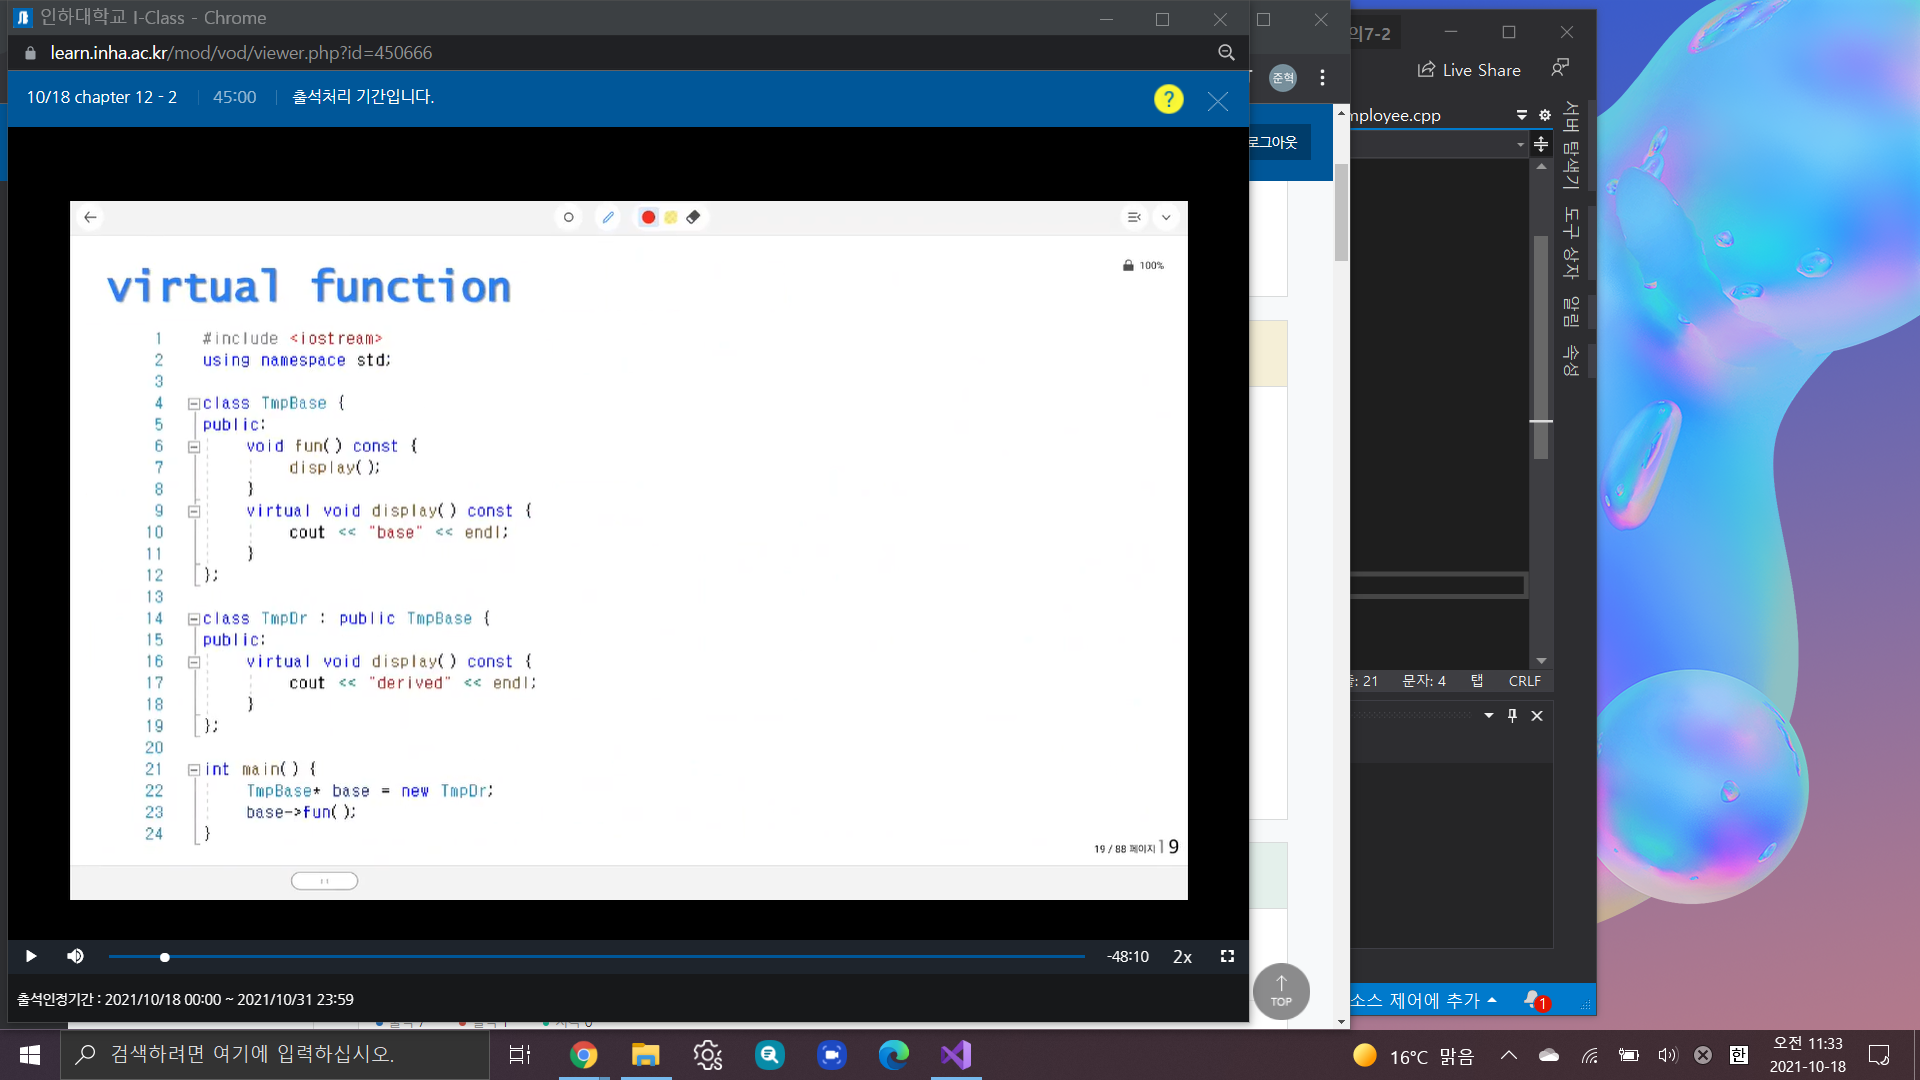 인하대학교 I-Class - Chrome
learn.inha.ac.kr/mod/vod/viewer.php?id=450666
10/18 chapter 12 - 2
45:00
출석처리 기간입니다.
?
100%
virtual function
1 #include <iostream>
2 using namespace std;
3
4 class TmpBase {
5 public:
6 void fun() const {
7 display();
8 }
9 virtual void display() const {
10 cout << "base" << endl;
11 }
12 };
13
14 class TmpDr : public TmpBase {
15 public:
16 virtual void display() const {
17 cout << "derived" << endl;
18 }
19 };
20
21 int main() {
22 TmpBase* base = new TmpDr;
23 base->fun();
24 }
19 / 88 페이지 19
-48:10
2x
출석인정기간 : 2021/10/18 00:00 ~ 2021/10/31 23:59
준혁
로그아웃
TOP
의7-2
Live Share
mployee.cpp
서버 탐색기
도구 상자
알림
속성
: 21
문자: 4
탭
CRLF
소스 제어에 추가
1
검색하려면 여기에 입력하십시오.
16°C 맑음
한
오전 11:33
2021-10-18